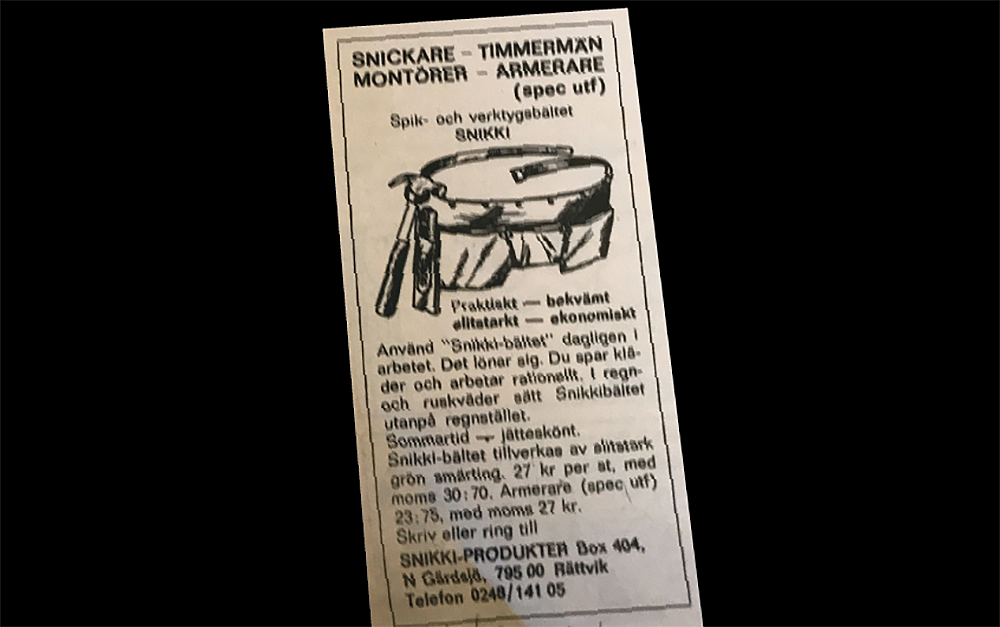 SNICKARE - TIMMERMÄN
MONTÖRER - ARMERARE
(spec utf)
Spik- och verktygsbältet
SNIKKI
Praktiskt — bekvämt
slitstarkt — ekonomiskt
Använd "Snikki-bältet" dagligen i
arbetet. Det lönar sig. Du spar klä-
der och arbetar rationellt. I regn-
och ruskväder sätt Snikkibältet
utanpå regnstället.
Sommartid — jätteskönt.
Snikki-bältet tillverkas av slitstark
grön smärting. 27 kr per st, med
moms 30:70. Armerare (spec utf)
23:75, med moms 27 kr.
Skriv eller ring till
SNIKKI-PRODUKTER Box 404,
N Gärdsjö, 795 00 Rättvik
Telefon 0248/141 05